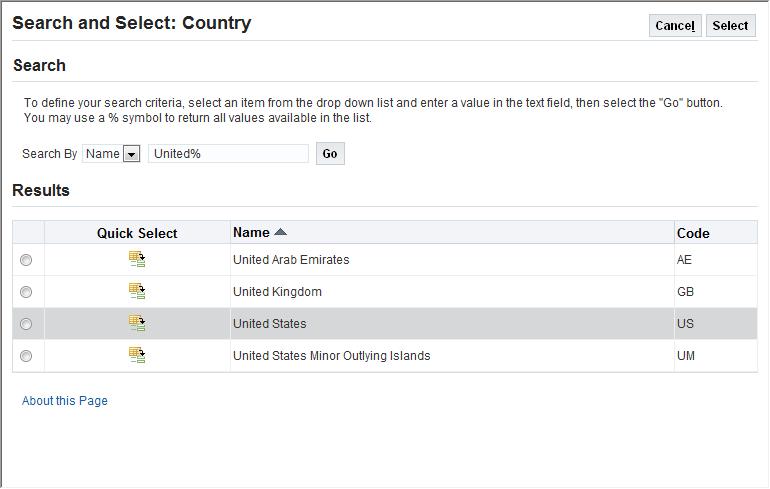 Search and Select: Country
Cancel Select
Search
To define your search criteria, select an item from the drop down list and enter a value in the text field, then select the "Go" button.
You may use a % symbol to return all values available in the list.
Search By Name United% Go
Results
Quick Select Name Code
United Arab Emirates AE
United Kingdom GB
United States US
United States Minor Outlying Islands UM
About this Page